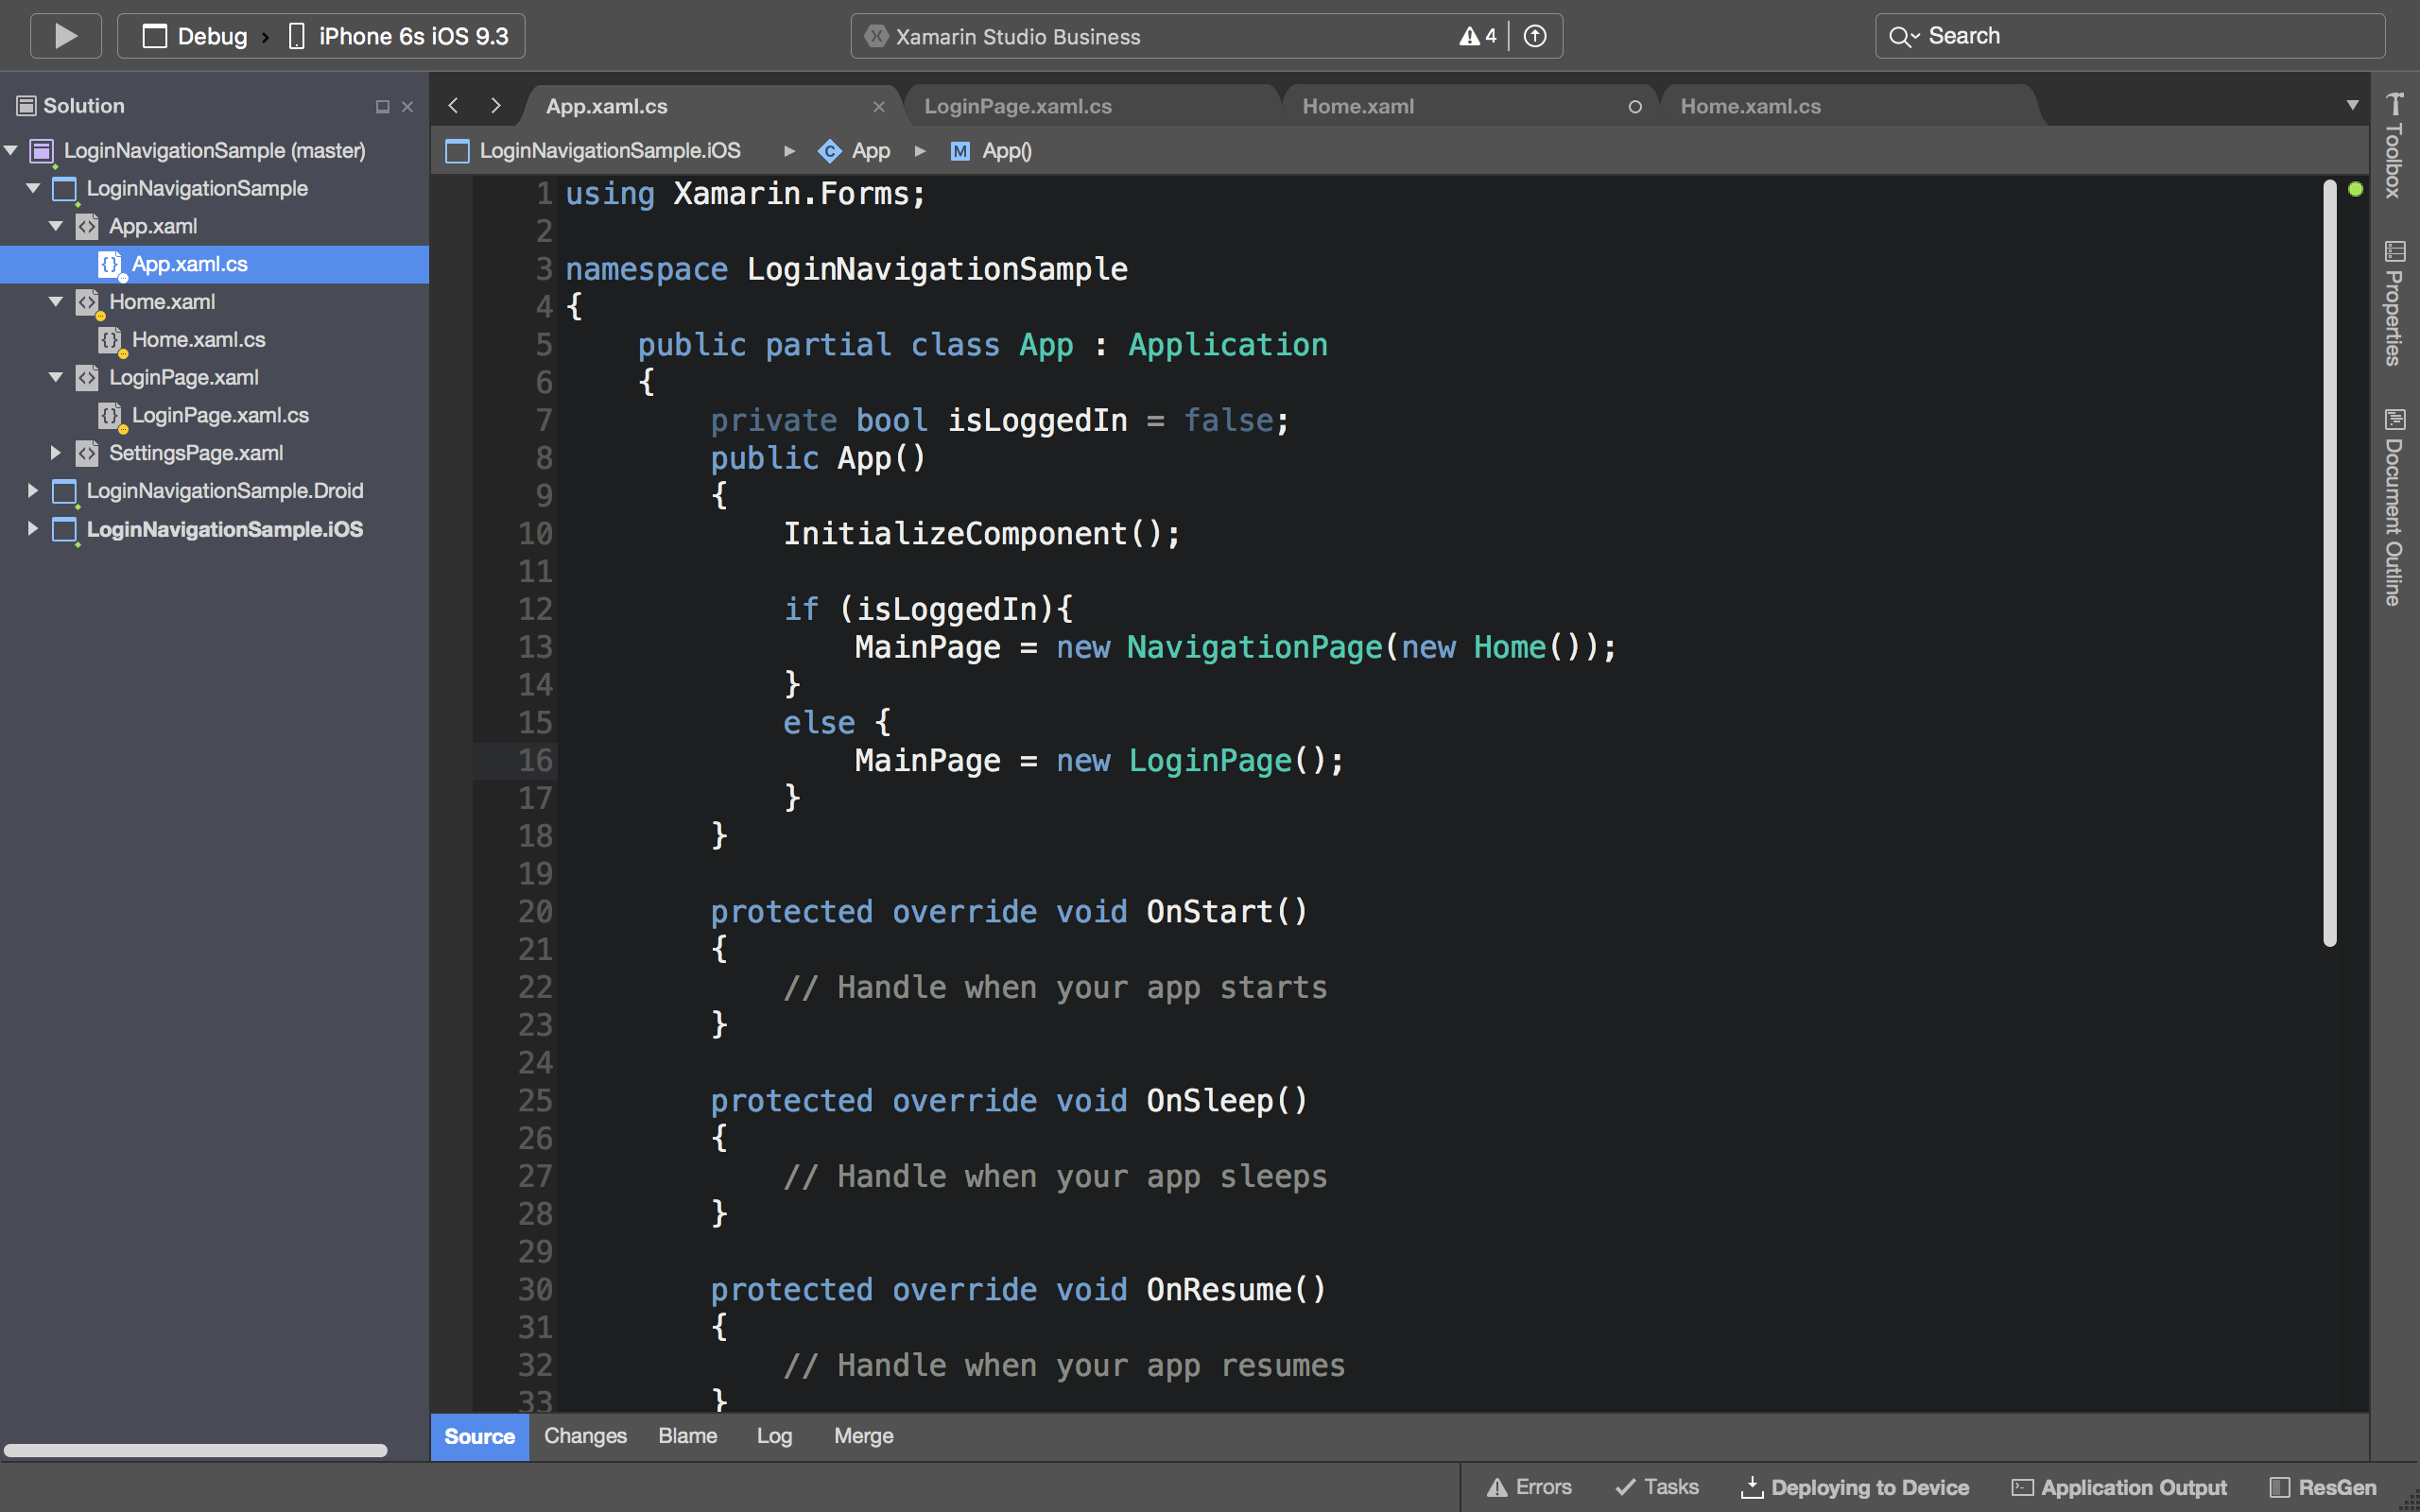 Debug › iPhone 6s iOS 9.3
Xamarin Studio Business 4
Search
Solution
LoginNavigationSample (master)
LoginNavigationSample
App.xaml
App.xaml.cs
Home.xaml
Home.xaml.cs
LoginPage.xaml
LoginPage.xaml.cs
SettingsPage.xaml
LoginNavigationSample.Droid
LoginNavigationSample.iOS
App.xaml.cs LoginPage.xaml.cs Home.xaml Home.xaml.cs
LoginNavigationSample.iOS App M App()
1 using Xamarin.Forms;
2
3 namespace LoginNavigationSample
4 {
5 public partial class App : Application
6 {
7 private bool isLoggedIn = false;
8 public App()
9 {
10 InitializeComponent();
11
12 if (isLoggedIn){
13 MainPage = new NavigationPage(new Home());
14 }
15 else {
16 MainPage = new LoginPage();
17 }
18 }
19
20 protected override void OnStart()
21 {
22 // Handle when your app starts
23 }
24
25 protected override void OnSleep()
26 {
27 // Handle when your app sleeps
28 }
29
30 protected override void OnResume()
31 {
32 // Handle when your app resumes
33 }
Toolbox
Properties
Document Outline
Source Changes Blame Log Merge
Errors Tasks Deploying to Device Application Output ResGen